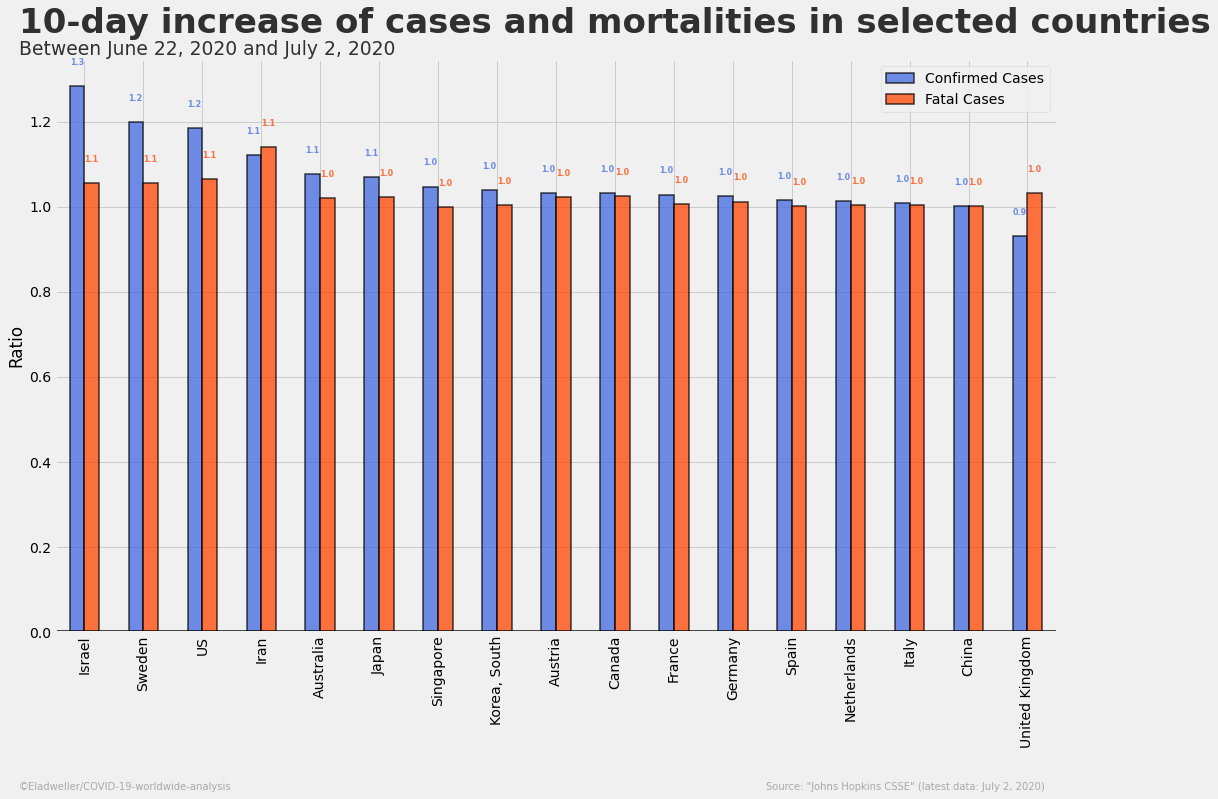 10-day increase of cases and mortalities in selected countries
Between June 22, 2020 and July 2, 2020
Confirmed Cases
Fatal Cases
1.3 1.1 1.2 1.1 1.2 1.1 1.1 1.1 1.1 1.0 1.1 1.0 1.0 1.0 1.0 1.0 1.0 1.0 1.0 1.0 1.0 1.0 1.0 1.0 1.0 1.0 1.0 1.0 1.0 1.0 1.0 1.0 0.9 1.0
Ratio
1.2
1.0
0.8
0.6
0.4
0.2
0.0
Israel
Sweden
US
Iran
Australia
Japan
Singapore
Korea, South
Austria
Canada
France
Germany
Spain
Netherlands
Italy
China
United Kingdom
©Eladweller/COVID-19-worldwide-analysis
Source: "Johns Hopkins CSSE" (latest data: July 2, 2020)